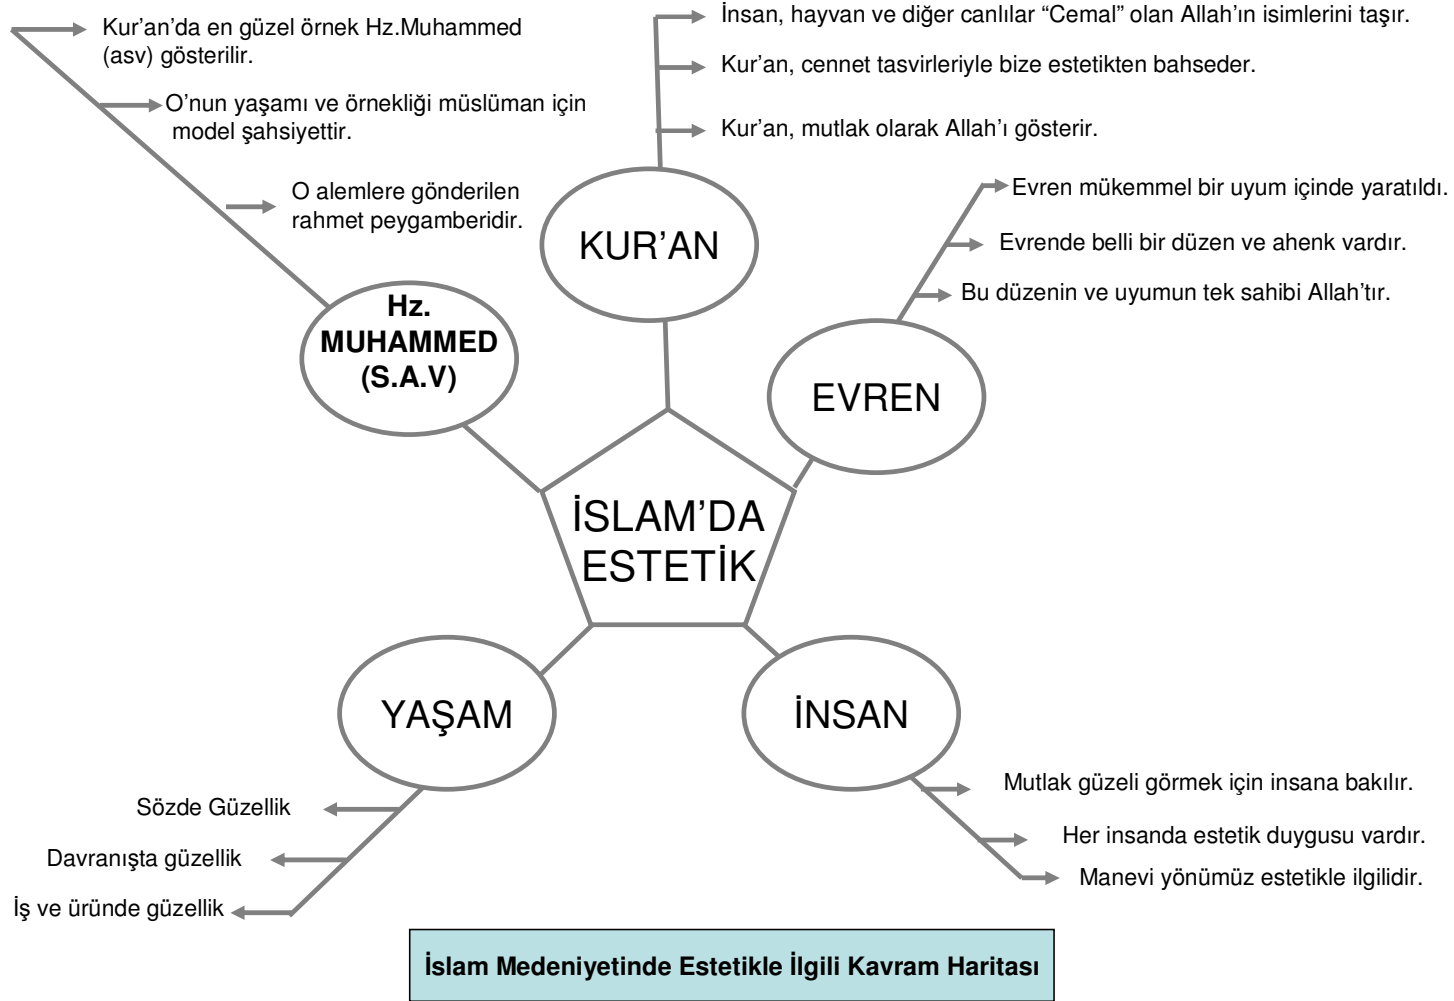 Kur’an’da en güzel örnek Hz.Muhammed
(asv) gösterilir.
O’nun yaşamı ve örnekliği müslüman için
model şahsiyettir.
O alemlere gönderilen
rahmet peygamberidir.
Hz.
MUHAMMED
(S.A.V)
İnsan, hayvan ve diğer canlılar “Cemal” olan Allah’ın isimlerini taşır.
Kur’an, cennet tasvirleriyle bize estetikten bahseder.
Kur’an, mutlak olarak Allah’ı gösterir.
KUR’AN
Evren mükemmel bir uyum içinde yaratıldı.
Evrende belli bir düzen ve ahenk vardır.
Bu düzenin ve uyumun tek sahibi Allah’tır.
EVREN
İSLAM’DA
ESTETİK
YAŞAM
Sözde Güzellik
Davranışta güzellik
İş ve üründe güzellik
İNSAN
Mutlak güzeli görmek için insana bakılır.
Her insanda estetik duygusu vardır.
Manevi yönümüz estetikle ilgilidir.
İslam Medeniyetinde Estetikle İlgili Kavram Haritası